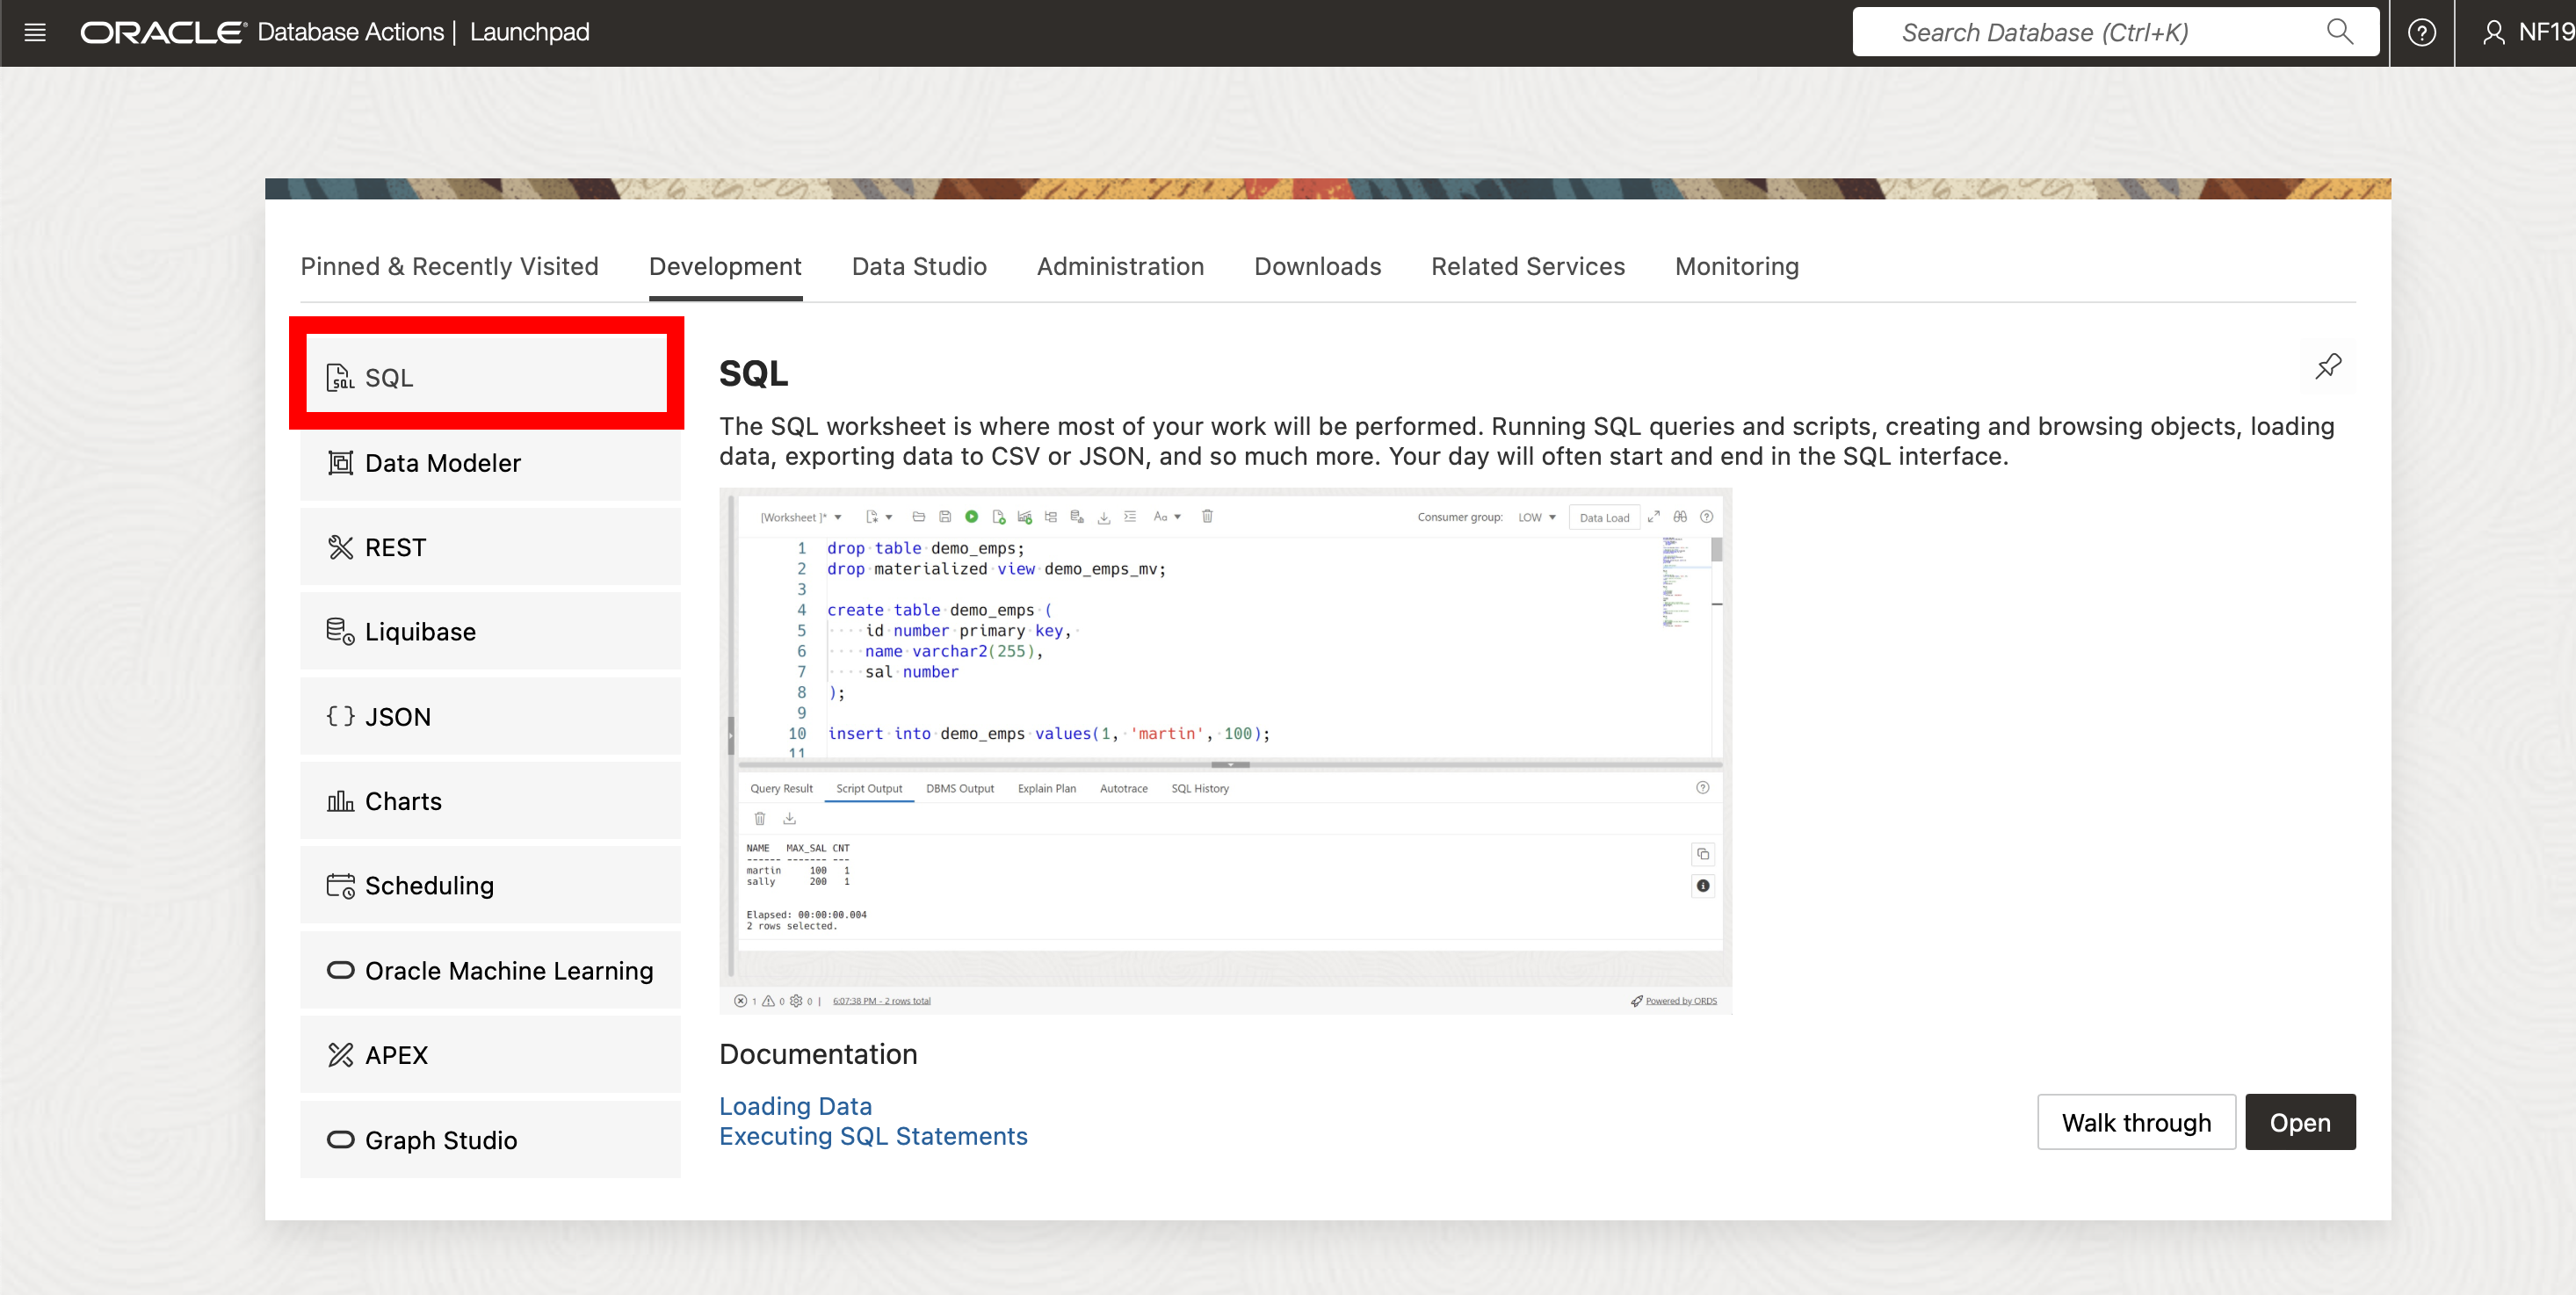 ORACLE Database Actions | Launchpad
Search Database (Ctrl+K)
?
NF19
Pinned & Recently Visited
Development
Data Studio
Administration
Downloads
Related Services
Monitoring
SQL
Data Modeler
REST
Liquibase
JSON
Charts
Scheduling
Oracle Machine Learning
APEX
Graph Studio
SQL
The SQL worksheet is where most of your work will be performed. Running SQL queries and scripts, creating and browsing objects, loading
data, exporting data to CSV or JSON, and so much more. Your day will often start and end in the SQL interface.
[Worksheet ]*
Aa
Consumer group: LOW
Data Load
1 drop table demo_emps;
2 drop materialized view demo_emps_mv;
3
4 create table demo_emps (
5 id number primary key,
6 name varchar2(255),
7 sal number
8 );
9
10 insert into demo_emps values(1, 'martin', 100);
11
Query Result
Script Output
DBMS Output
Explain Plan
Autotrace
SQL History
NAME MAX_SAL CNT
------ ------- ---
martin 100 1
sally 200 1
Elapsed: 00:00:00.004
2 rows selected.
1 0 0 | 6:07:38 PM - 2 rows total
Powered by ORDS
Documentation
Loading Data
Executing SQL Statements
Walk through
Open